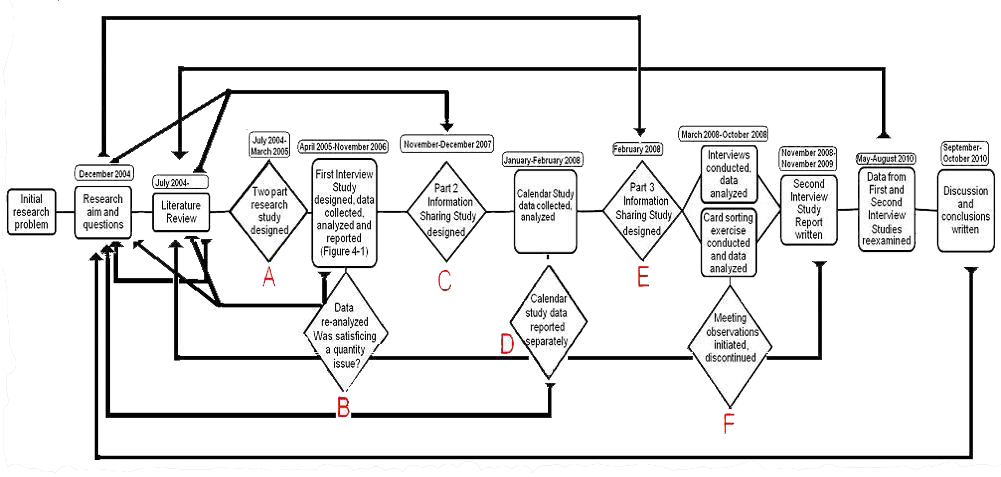 Initial
research
problem
December 2004
Research
aim and
questions
July 2004-
Literature
Review
July 2004-
March 2005
Two part
research
study
designed
A
April 2005-November 2006
First Interview
Study
designed, data
collected,
analyzed and
reported
(Figure 4-1)
Data
re-analyzed
Was satisficing
a quantity
issue?
B
November-December 2007
Part 2
Information
Sharing Study
designed
C
January-February 2008
Calendar Study
data collected,
analyzed
Calendar
study data
reported
separately
D
February 2008
Part 3
Information
Sharing Study
designed
E
March 2008-October 2008
Interviews
conducted,
data
analyzed
Card sorting
exercise
conducted
and data
analyzed
Meeting
observations
initiated,
discontinued
F
November 2008-
November 2009
Second
Interview
Study
Report
written
May-August 2010
Data from
First and
Second
Interview
Studies
reexamined
September-
October 2010
Discussion
and
conclusions
written